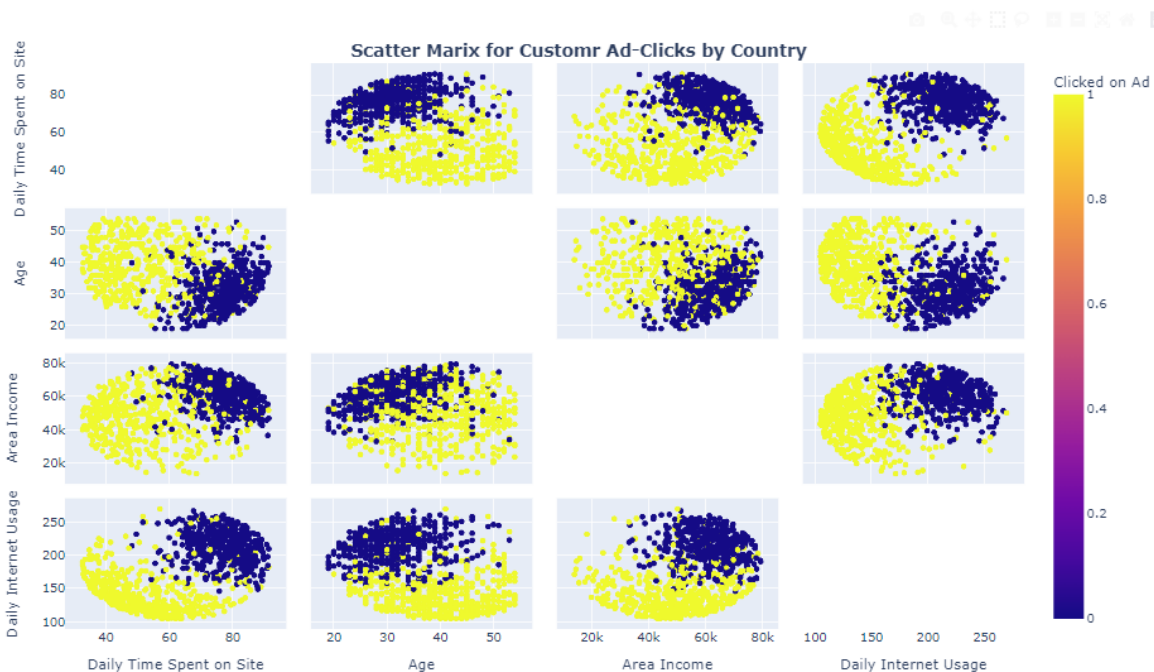 Scatter Marix for Customr Ad-Clicks by Country
Clicked on Ad
1
0.8
0.6
0.4
0.2
0
Daily Time Spent on Site
80
60
40
Age
50
40
30
20
Area Income
80k
60k
40k
20k
Daily Internet Usage
250
200
150
100
40 60 80
20 30 40 50
20k 40k 60k 80k
100 150 200 250
Daily Time Spent on Site
Age
Area Income
Daily Internet Usage